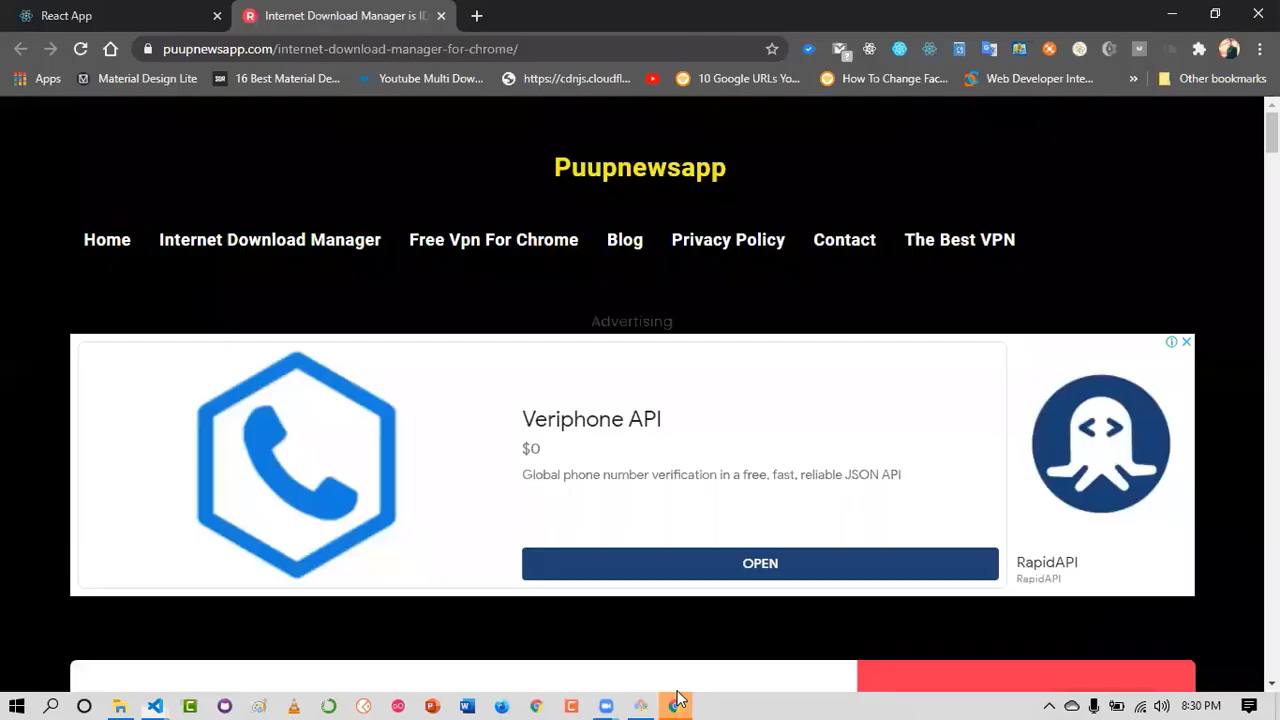 React App
Internet Download Manager is ID
puupnewsapp.com/internet-download-manager-for-chrome/
Apps
Material Design Lite
16 Best Material De...
Youtube Multi Dow...
https://cdnjs.cloudfl...
10 Google URLs Yo...
How To Change Fac...
Web Developer Inte...
»
Other bookmarks
Puupnewsapp
Home
Internet Download Manager
Free Vpn For Chrome
Blog
Privacy Policy
Contact
The Best VPN
Advertising
Veriphone API
$0
Global phone number verification in a free, fast, reliable JSON API
OPEN
RapidAPI
RapidAPI
8:30 PM